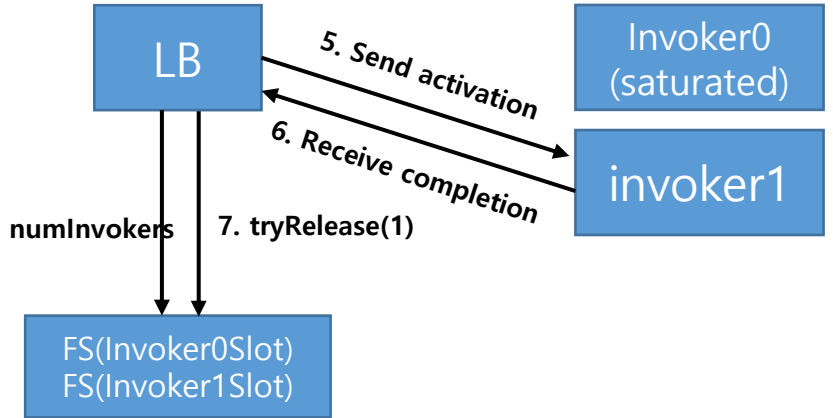 LB
5. Send activation
6. Receive completion
Invoker0
(saturated)
invoker1
numInvokers
7. tryRelease(1)
FS(Invoker0Slot)
FS(Invoker1Slot)